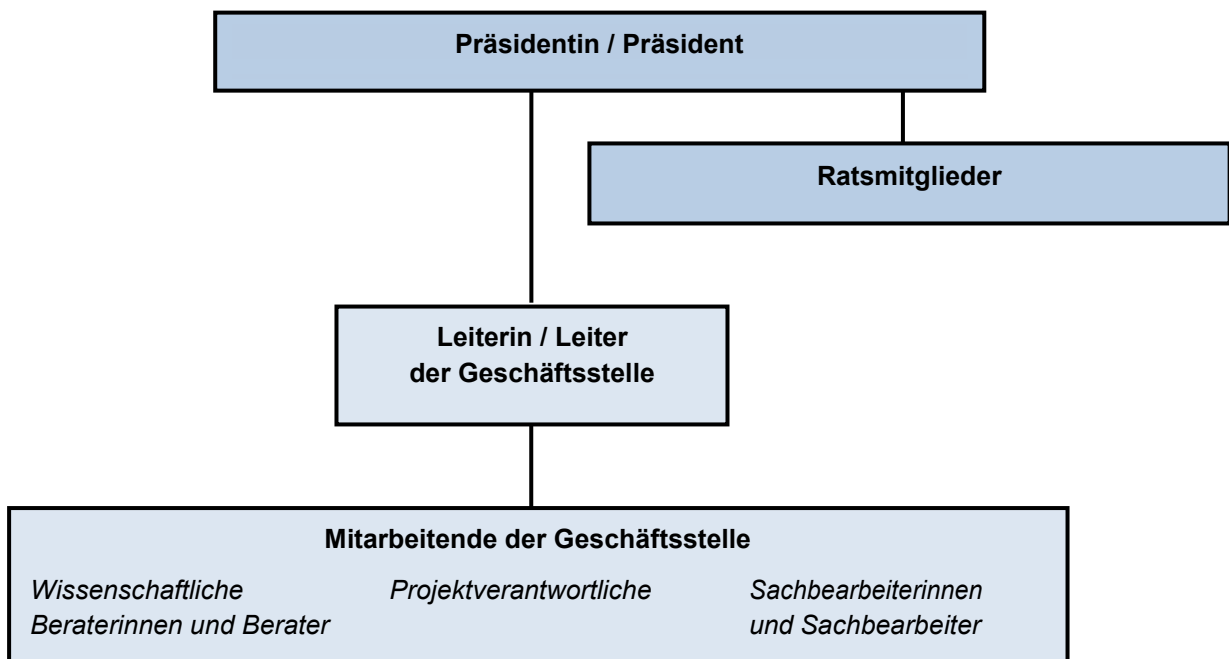 Präsidentin / Präsident
Ratsmitglieder
Leiterin / Leiter
der Geschäftsstelle
Mitarbeitende der Geschäftsstelle
Wissenschaftliche
Beraterinnen und Berater
Projektverantwortliche
Sachbearbeiterinnen
und Sachbearbeiter